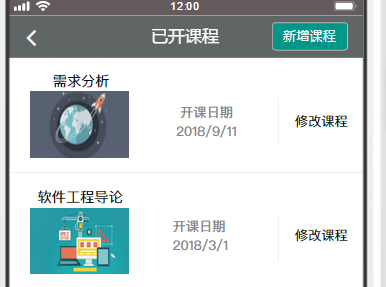 12:00
已开课程
新增课程
需求分析
开课日期
2018/9/11
修改课程
软件工程导论
开课日期
2018/3/1
修改课程